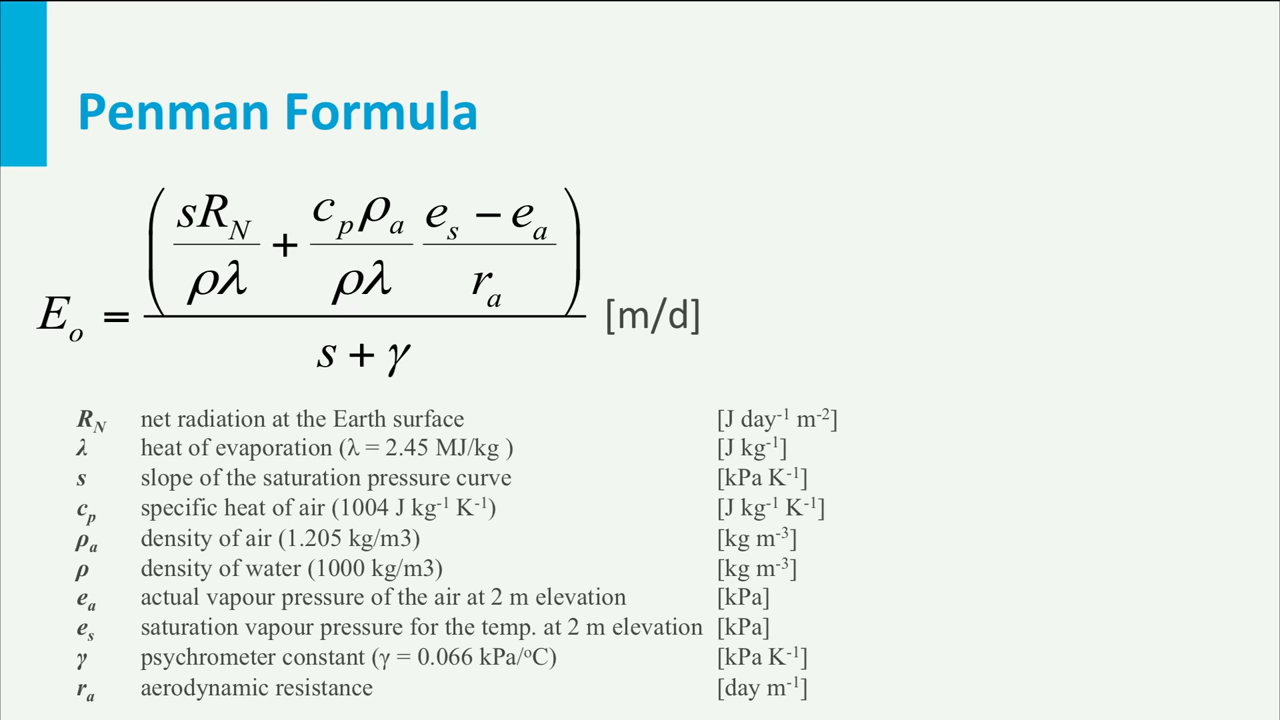 Penman Formula
E_o = ( sR_N / ρλ + c_pρ_a / ρλ e_s − e_a / r_a ) / s + γ [m/d]
R_N net radiation at the Earth surface [J day⁻¹ m⁻²]
λ heat of evaporation (λ = 2.45 MJ/kg ) [J kg⁻¹]
s slope of the saturation pressure curve [kPa K⁻¹]
c_p specific heat of air (1004 J kg⁻¹ K⁻¹) [J kg⁻¹ K⁻¹]
ρ_a density of air (1.205 kg/m3) [kg m⁻³]
ρ density of water (1000 kg/m3) [kg m⁻³]
e_a actual vapour pressure of the air at 2 m elevation [kPa]
e_s saturation vapour pressure for the temp. at 2 m elevation [kPa]
γ psychrometer constant (γ = 0.066 kPa/ᵒC) [kPa K⁻¹]
r_a aerodynamic resistance [day m⁻¹]